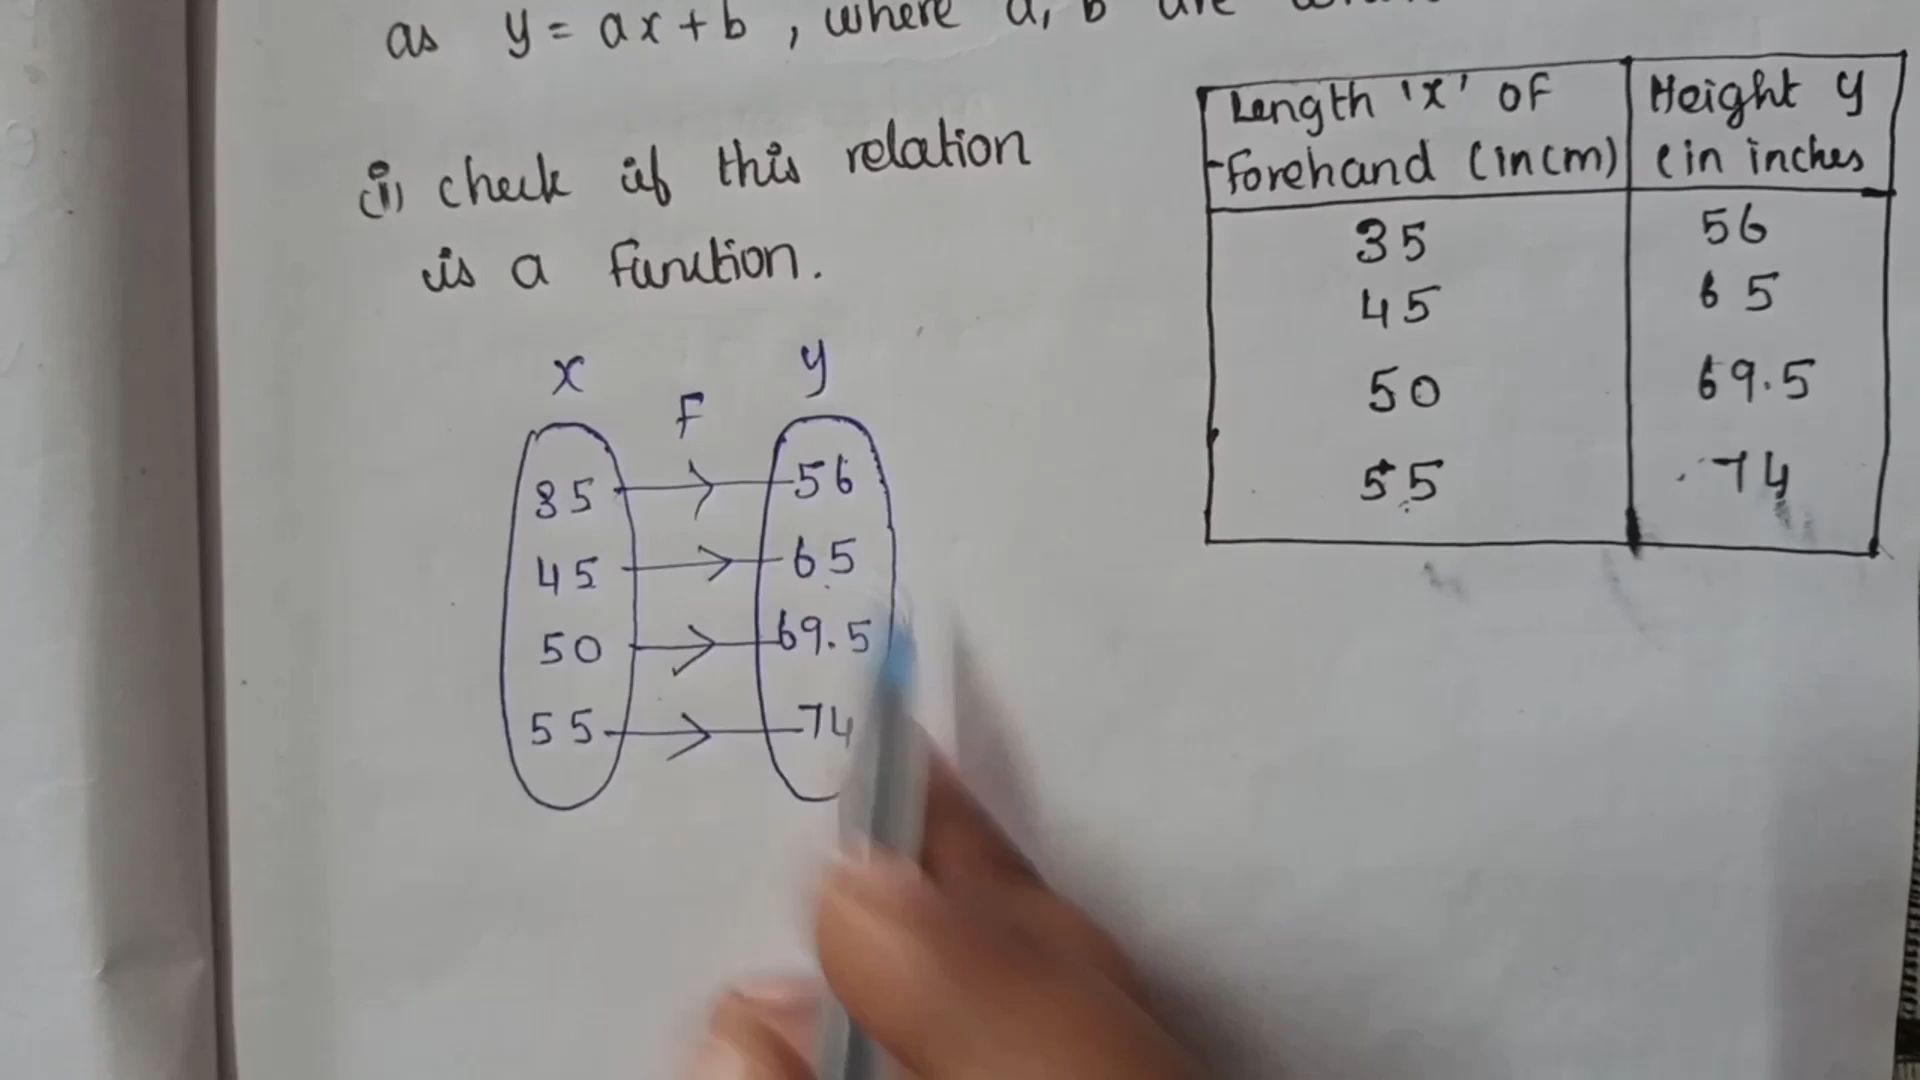 as y = ax + b , where a, b are
(i) check if this relation
is a function.
Length 'x' of Height y
Forehand (in cm) (in inches
35 56
45 65
50 69.5
55 74
x F y
35 56
45 65
50 69.5
55 74